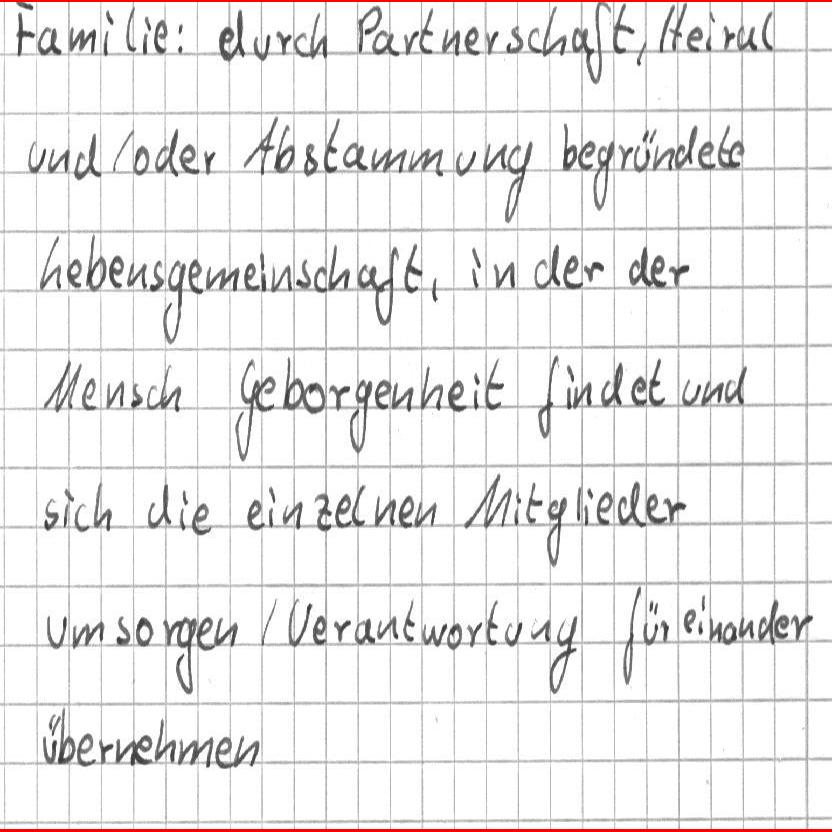 Familie: durch Partnerschaft, Heirat
und/oder Abstammung begründete
Lebensgemeinschaft, in der der
Mensch Geborgenheit findet und
sich die einzelnen Mitglieder
umsorgen / Verantwortung füreinander
übernehmen